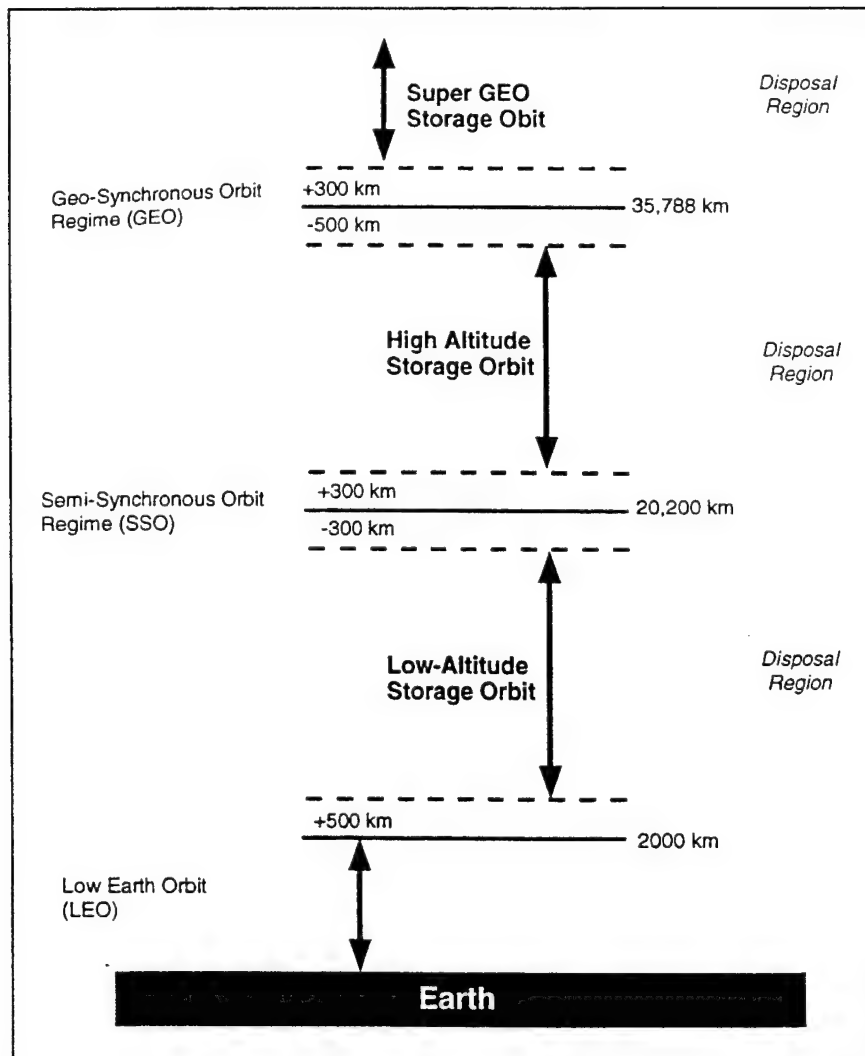 Super GEO
Storage Obit
Disposal
Region
+300 km
Geo-Synchronous Orbit
Regime (GEO)
35,788 km
-500 km
High Altitude
Storage Orbit
Disposal
Region
+300 km
Semi-Synchronous Orbit
Regime (SSO)
20,200 km
-300 km
Low-Altitude
Storage Orbit
Disposal
Region
+500 km
2000 km
Low Earth Orbit
(LEO)
Earth